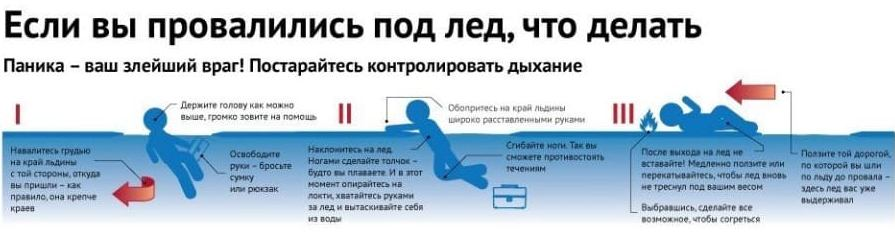 Если вы провалились под лед, что делать
Паника – ваш злейший враг! Постарайтесь контролировать дыхание
I
Держите голову как можно
выше, громко зовите на помощь
Навалитесь грудью
на край льдины
с той стороны, откуда
вы пришли – как
правило, она крепче
краев
Освободите
руки – бросьте
сумку
или рюкзак
II
Обопритесь на край льдины
широко расставленными руками
Наклонитесь на лед.
Ногами сделайте толчок –
будто вы плаваете. И в этот
момент опирайтесь на
локти, хватайтесь руками
за лед и вытаскивайте себя
из воды
Сгибайте ноги. Так вы
сможете противостоять
течениям
III
После выхода на лед не
вставайте! Медленно ползите или
перекатывайтесь, чтобы лед вновь
не треснул под вашим весом
Выбравшись, сделайте все
возможное, чтобы согреться
Ползите той дорогой,
по которой вы шли
по льду до провала –
здесь лед вас уже
выдерживал